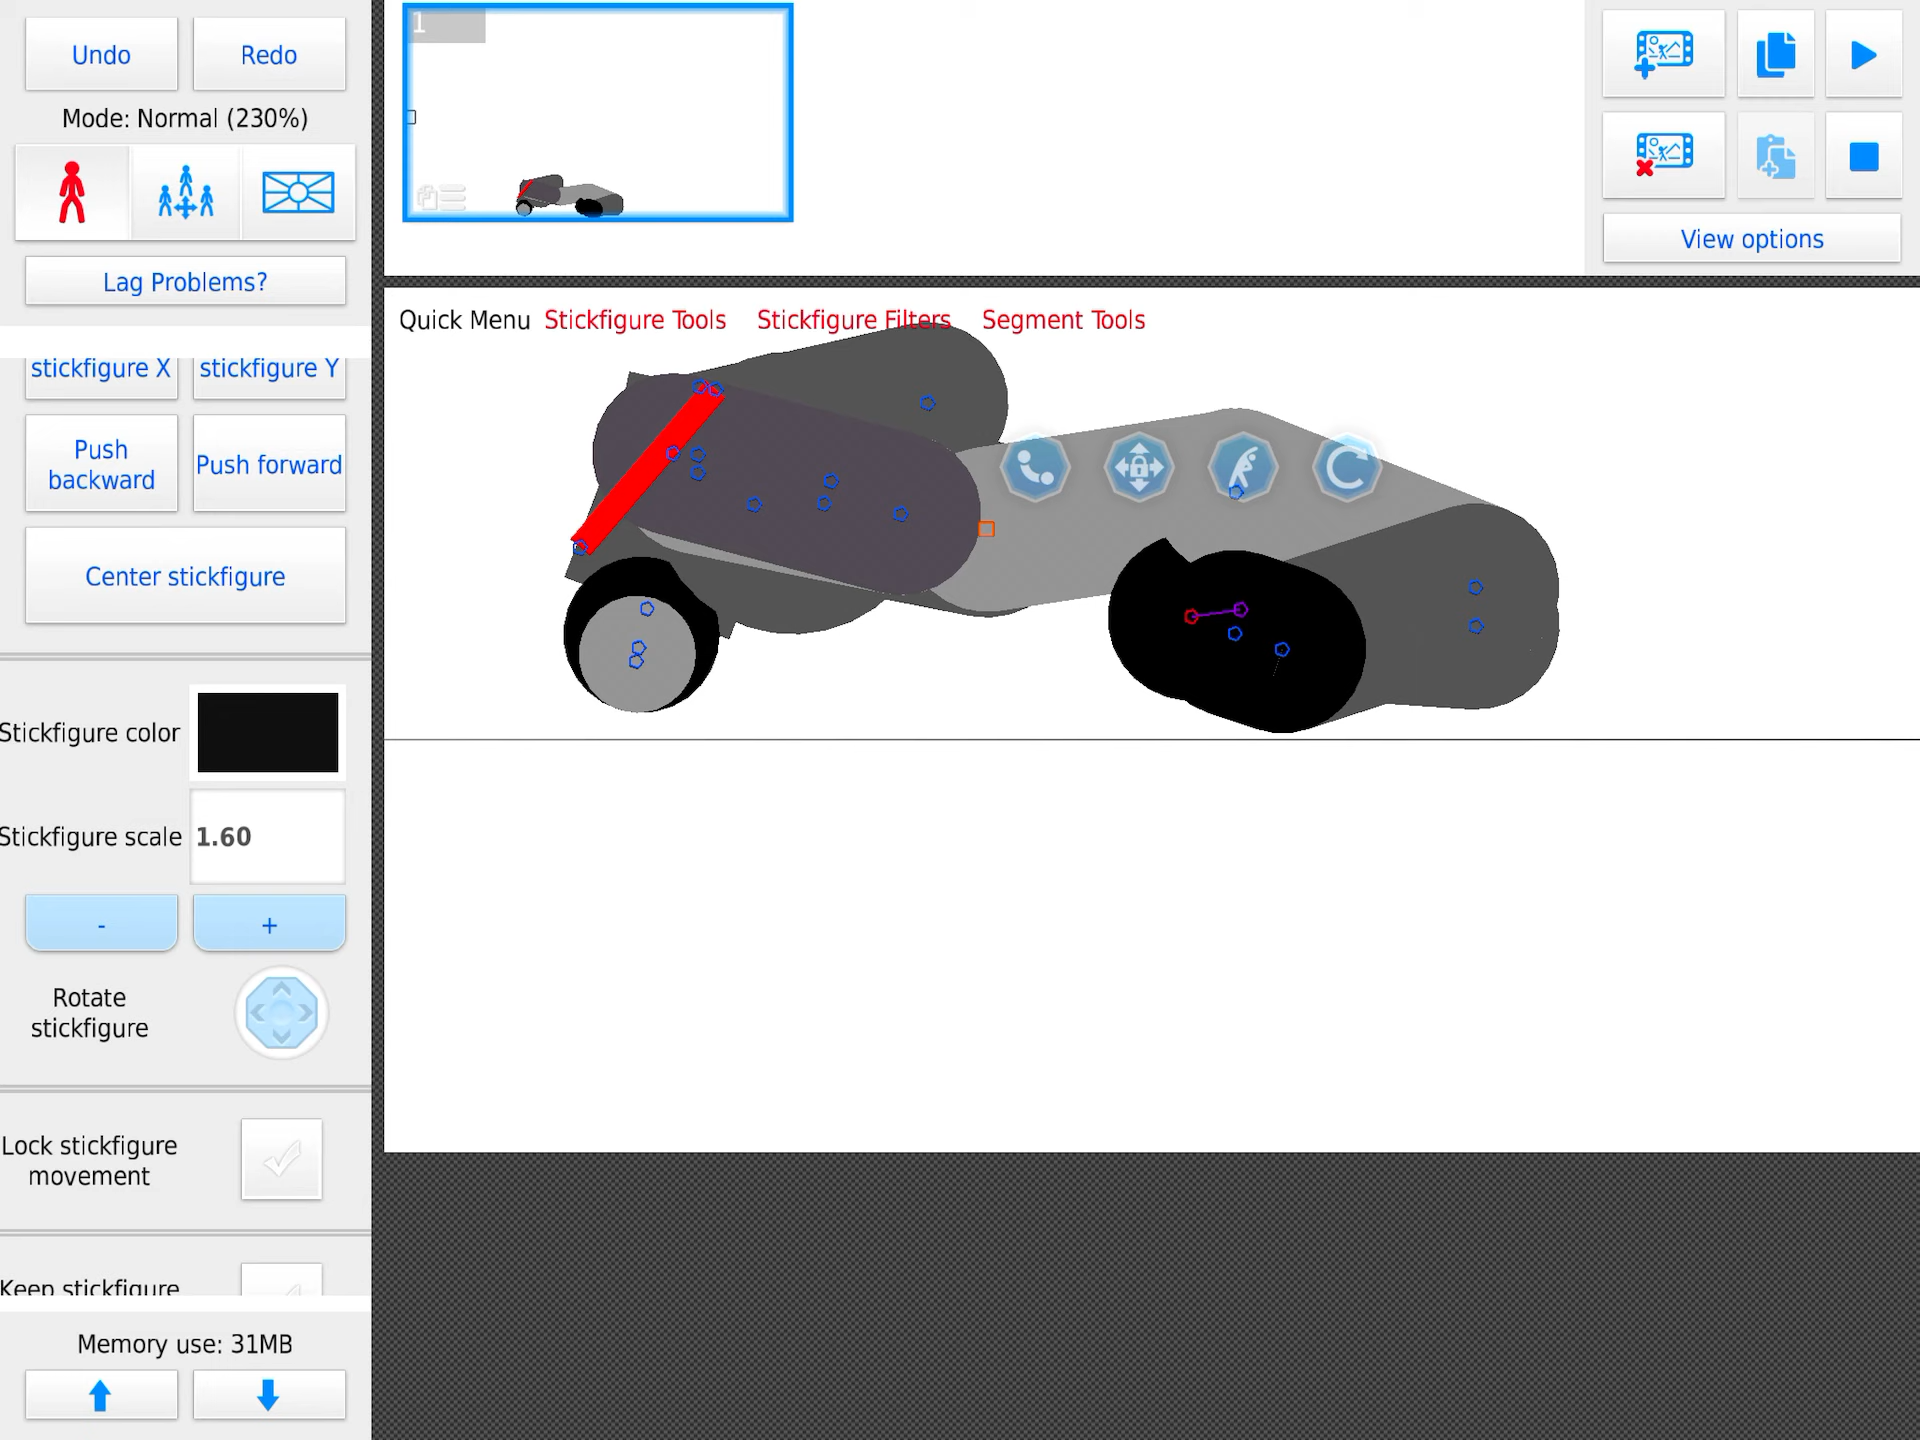 Undo
Redo
Mode: Normal (230%)
Lag Problems?
stickfigure X
stickfigure Y
Push backward
Push forward
Center stickfigure
Stickfigure color
Stickfigure scale
1.60
-
+
Rotate
stickfigure
Lock stickfigure
movement
Keep stickfigure
Memory use: 31MB
1
View options
Quick Menu
Stickfigure Tools
Stickfigure Filters
Segment Tools